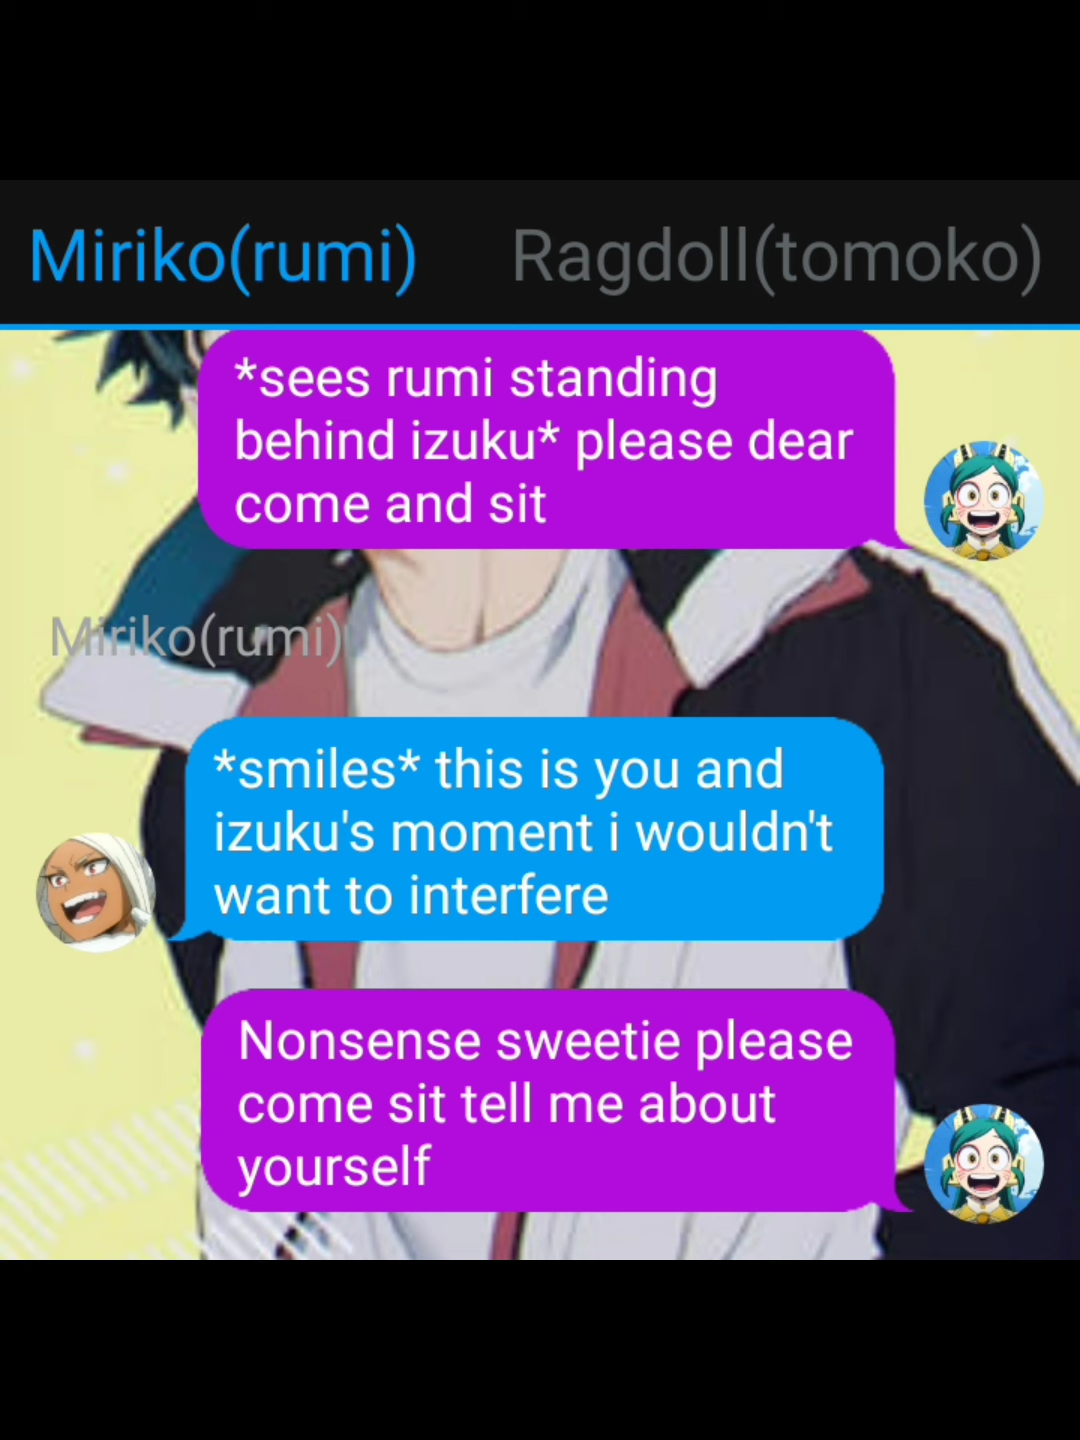 Miriko(rumi) Ragdoll(tomoko)
*sees rumi standing
behind izuku* please dear
come and sit
Miriko(rumi)
*smiles* this is you and
izuku's moment i wouldn't
want to interfere
Nonsense sweetie please
come sit tell me about
yourself